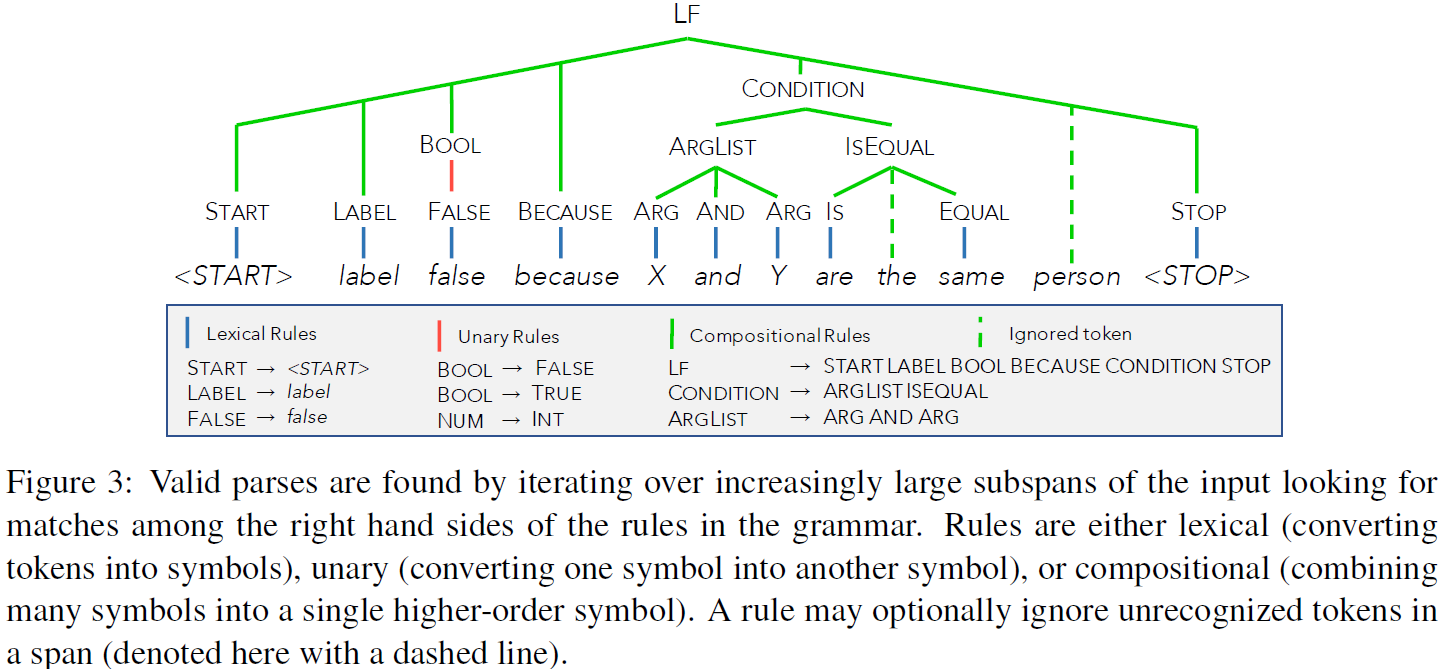 LF
CONDITION
BOOL ARGLIST ISEQUAL
START LABEL FALSE BECAUSE ARG AND ARG IS EQUAL STOP
<START> label false because X and Y are the same person <STOP>
Lexical Rules Unary Rules Compositional Rules Ignored token
START → <START> BOOL → FALSE LF → START LABEL BOOL BECAUSE CONDITION STOP
LABEL → label BOOL → TRUE CONDITION → ARGLIST ISEQUAL
FALSE → false NUM → INT ARGLIST → ARG AND ARG
Figure 3: Valid parses are found by iterating over increasingly large subspans of the input looking for
matches among the right hand sides of the rules in the grammar. Rules are either lexical (converting
tokens into symbols), unary (converting one symbol into another symbol), or compositional (combining
many symbols into a single higher-order symbol). A rule may optionally ignore unrecognized tokens in
a span (denoted here with a dashed line).